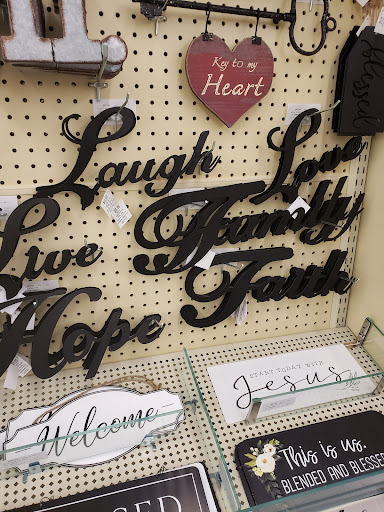 Key to my
Heart
blessed
Laugh
Love
Live
Family
Hope
Faith
Welcome
START TODAY WITH
Jesus
This is us.
BLENDED AND BLESSED